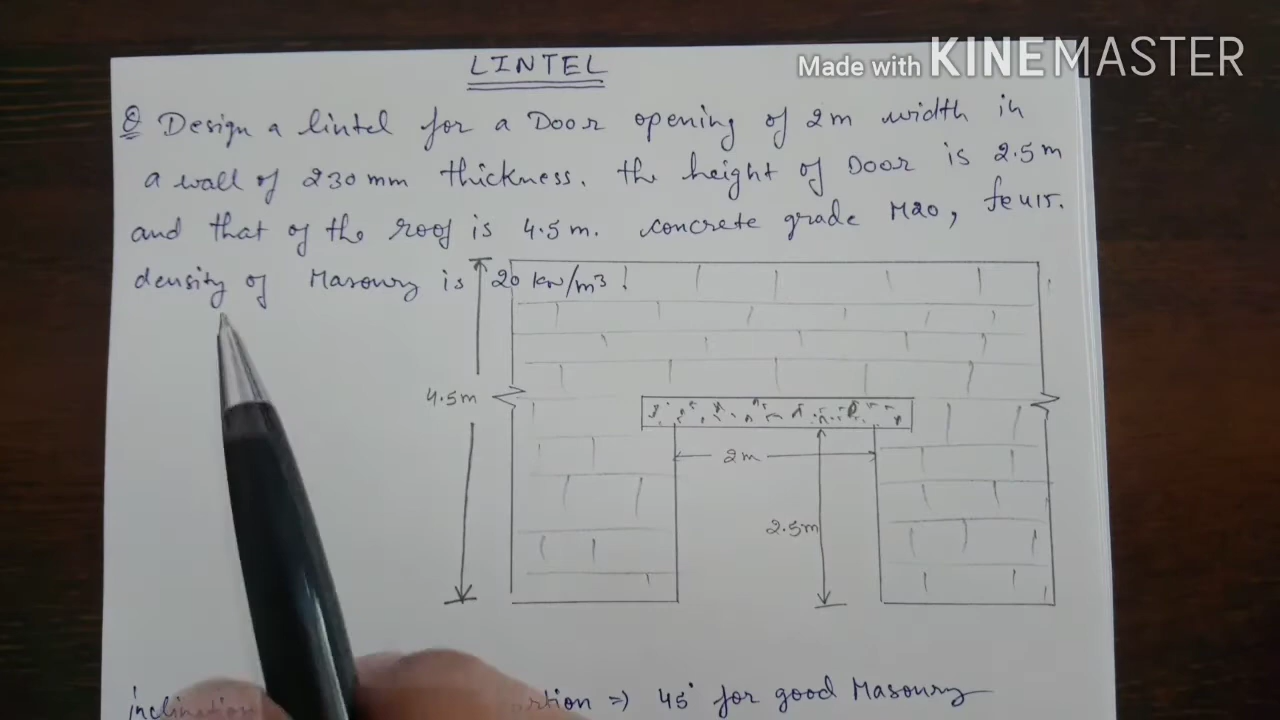 Made with KINEMASTER
LINTEL
Q Design a lintel for a Door opening of 2m width in
a wall of 230mm thickness. the height of Door is 2.5m
and that of the roof is 4.5m. concrete grade M20, fe415.
density of Masonry is 20 kN/m³.
4.5m
2m
2.5m
inclination ⇒ 45° for good Masonry